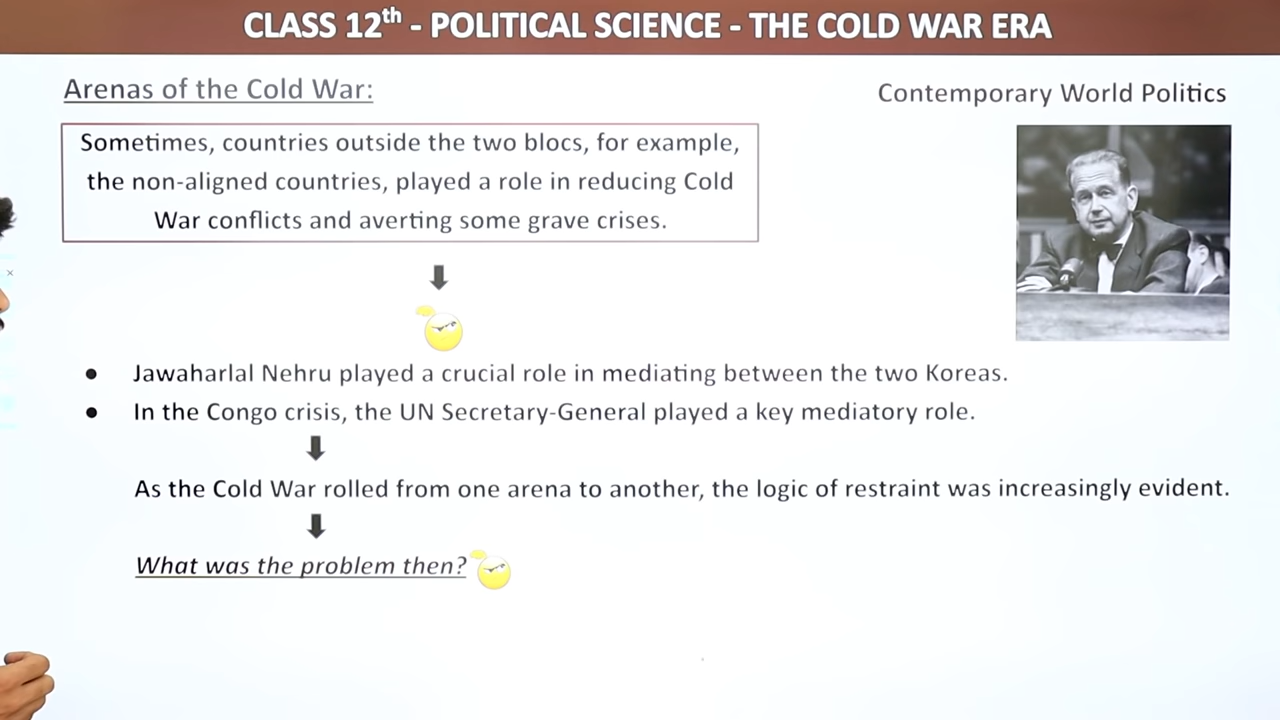 CLASS 12th - POLITICAL SCIENCE - THE COLD WAR ERA
Arenas of the Cold War:
Contemporary World Politics
Sometimes, countries outside the two blocs, for example,
the non-aligned countries, played a role in reducing Cold
War conflicts and averting some grave crises.
● Jawaharlal Nehru played a crucial role in mediating between the two Koreas.
● In the Congo crisis, the UN Secretary-General played a key mediatory role.
As the Cold War rolled from one arena to another, the logic of restraint was increasingly evident.
What was the problem then?